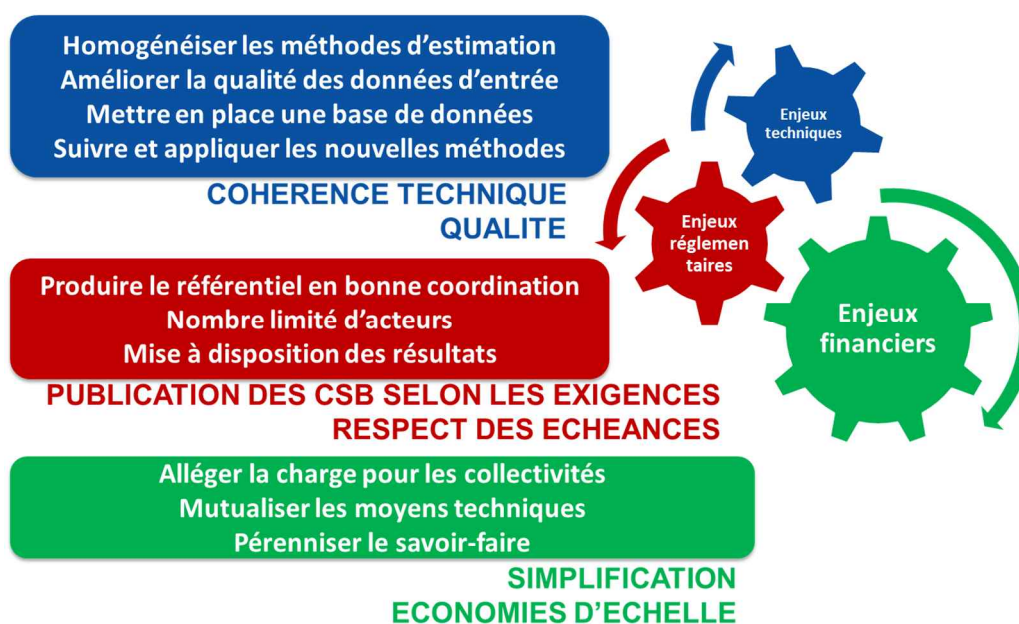 Homogénéiser les méthodes d'estimation
Améliorer la qualité des données d'entrée
Mettre en place une base de données
Suivre et appliquer les nouvelles méthodes
COHERENCE TECHNIQUE
QUALITE
Enjeux
techniques
Enjeux
réglemen
taires
Enjeux
financiers
Produire le référentiel en bonne coordination
Nombre limité d'acteurs
Mise à disposition des résultats
PUBLICATION DES CSB SELON LES EXIGENCES
RESPECT DES ECHEANCES
Alléger la charge pour les collectivités
Mutualiser les moyens techniques
Pérenniser le savoir-faire
SIMPLIFICATION
ECONOMIES D'ECHELLE